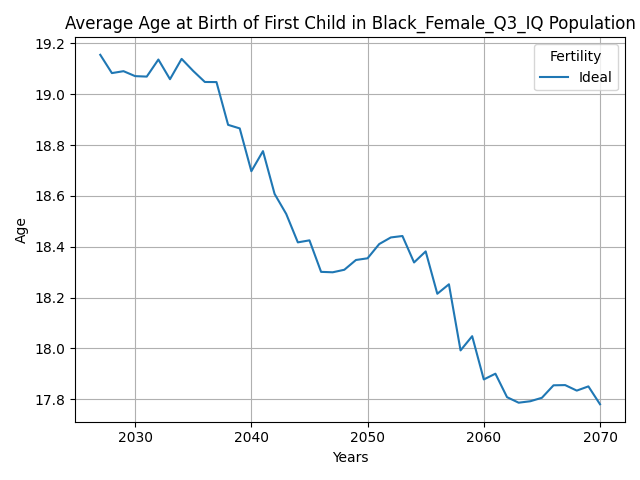 Average Age at Birth of First Child in Black_Female_Q3_IQ Population
Fertility
Ideal
Age
19.2
19.0
18.8
18.6
18.4
18.2
18.0
17.8
2030
2040
2050
2060
2070
Years